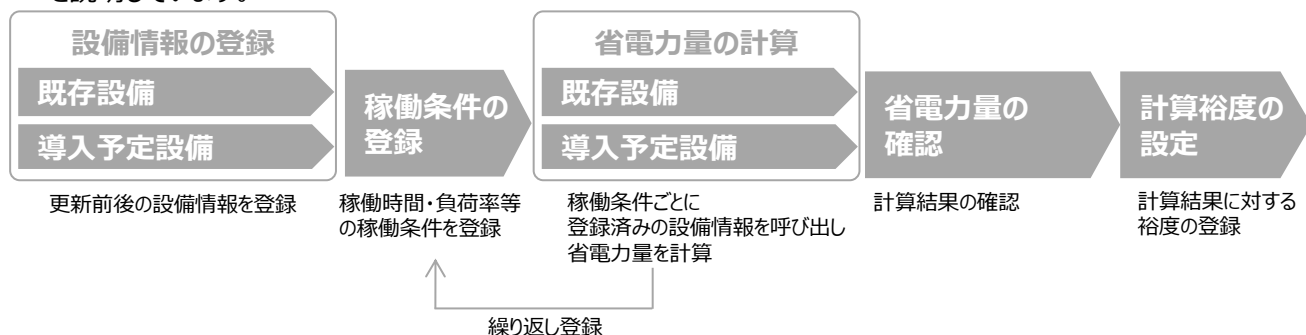 設備情報の登録
既存設備
導入予定設備
更新前後の設備情報を登録
稼働条件の
登録
稼働時間・負荷率等
の稼働条件を登録
省電力量の計算
既存設備
導入予定設備
稼働条件ごとに
登録済みの設備情報を呼び出し
省電力量を計算
省電力量の
確認
計算結果の確認
計算裕度の
設定
計算結果に対する
裕度の登録
繰り返し登録